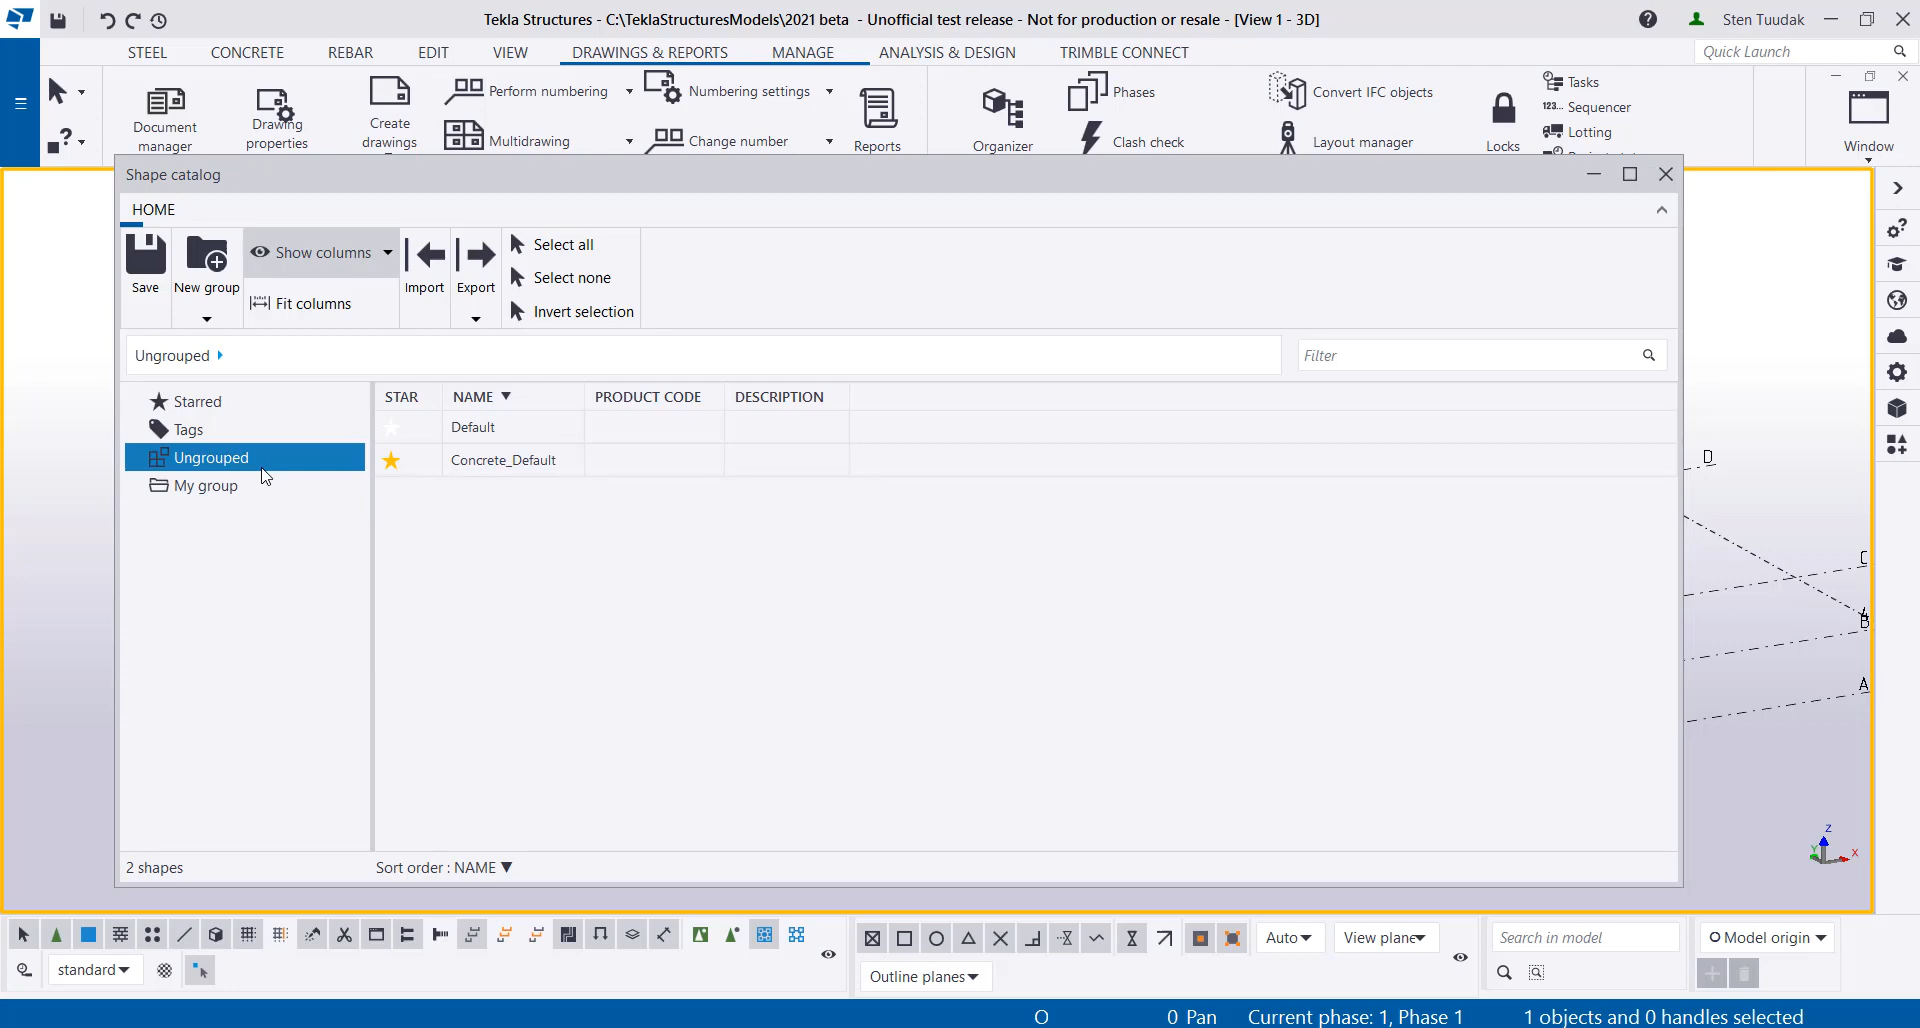 Tekla Structures - C:\TeklaStructuresModels\2021 beta - Unofficial test release - Not for production or resale - [View 1 - 3D]
Sten Tuudak
STEEL CONCRETE REBAR EDIT VIEW DRAWINGS & REPORTS MANAGE ANALYSIS & DESIGN TRIMBLE CONNECT
Quick Launch
Document manager
Drawing properties
Create drawings
Perform numbering
Multidrawing
Numbering settings
Change number
Reports
Organizer
Phases
Clash check
Convert IFC objects
Layout manager
Locks
Tasks
123... Sequencer
Lotting
Window
Shape catalog
HOME
Save
New group
Show columns
Fit columns
Import
Export
Select all
Select none
Invert selection
Ungrouped
Filter
Starred
Tags
Ungrouped
My group
STAR NAME PRODUCT CODE DESCRIPTION
Default
Concrete_Default
2 shapes
Sort order : NAME
D
C
B
A
Z
Y
X
standard
Auto
View plane
Outline planes
Search in model
Model origin
O
0 Pan
Current phase: 1, Phase 1
1 objects and 0 handles selected